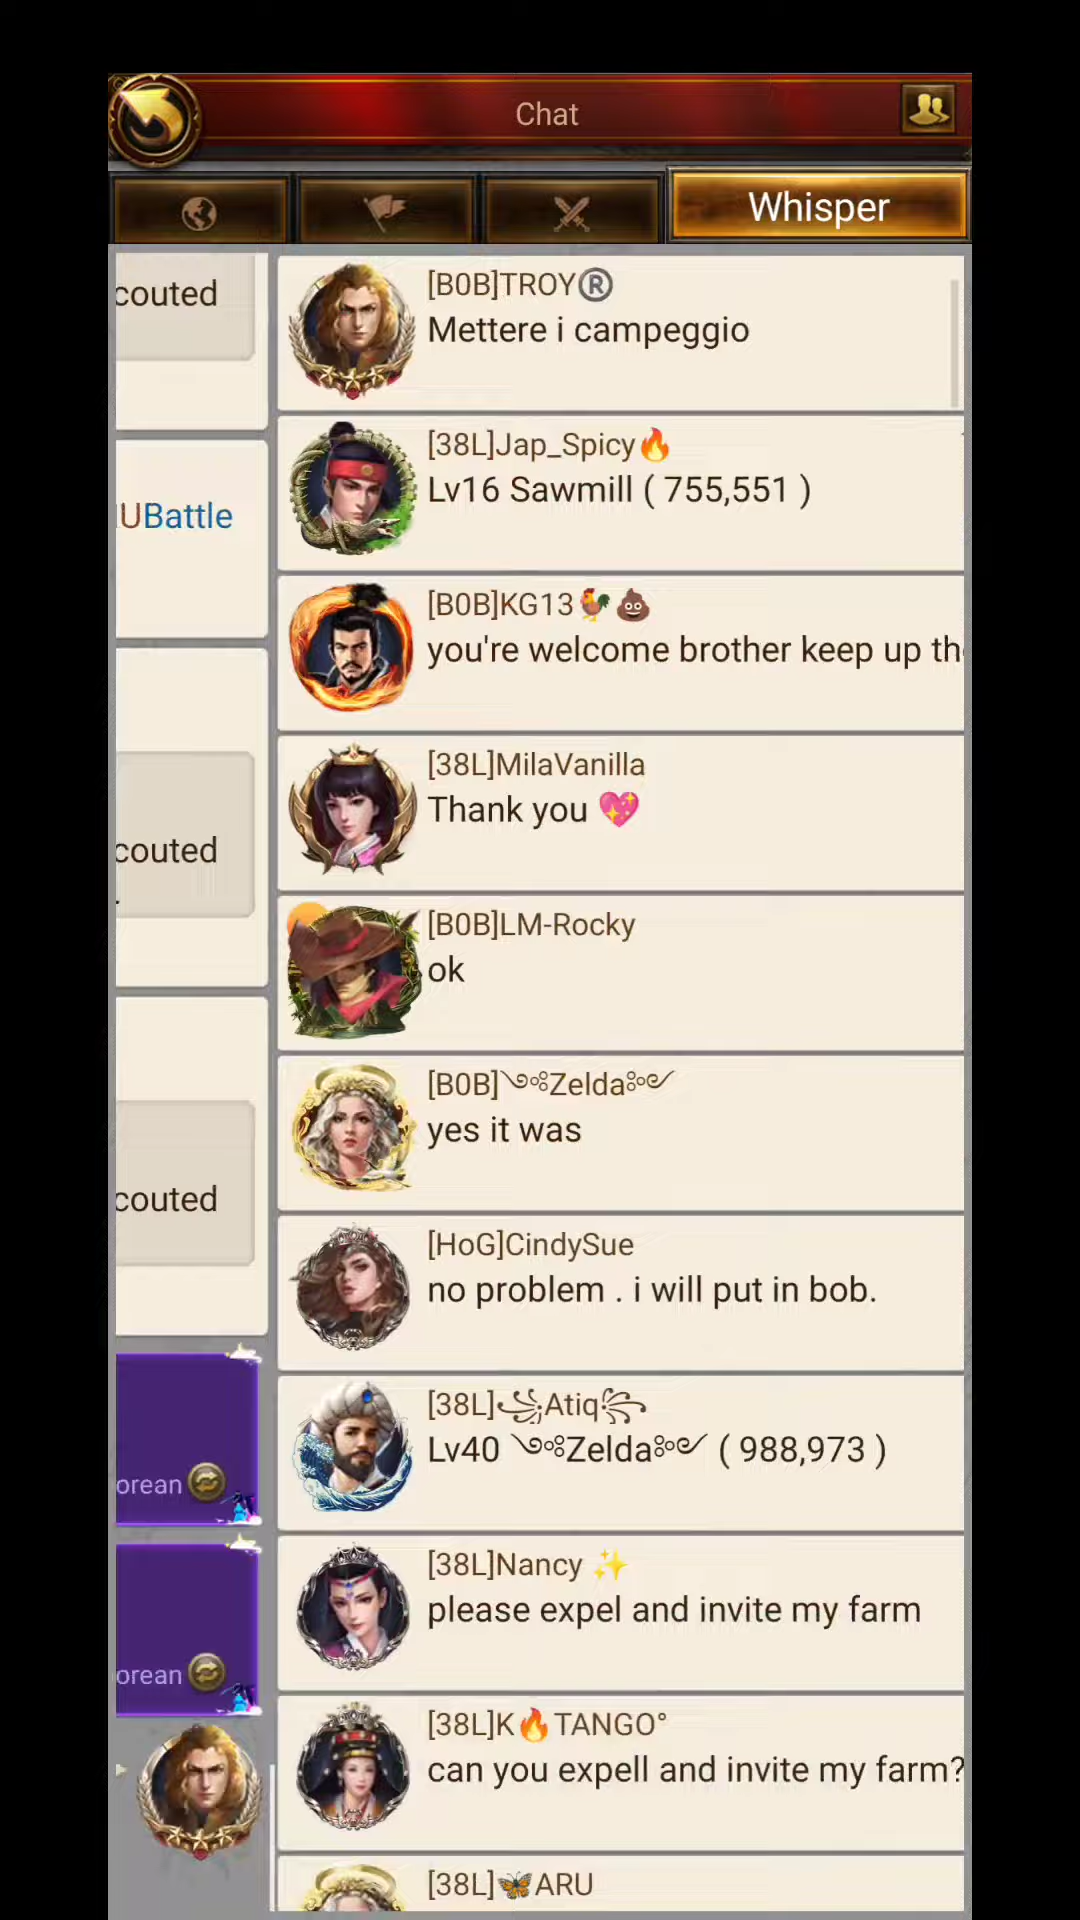 Chat
Whisper
couted
UBattle
couted
couted
orean
orean
[B0B]TROY®
Mettere i campeggio
[38L]Jap_Spicy🔥
Lv16 Sawmill ( 755,551 )
[B0B]KG13🐓💩
you're welcome brother keep up th
[38L]MilaVanilla
Thank you 💖
[B0B]LM-Rocky
ok
[B0B]༺Zelda༻
yes it was
[HoG]CindySue
no problem . i will put in bob.
[38L]꧁Atiq꧂
Lv40 ༺Zelda༻ ( 988,973 )
[38L]Nancy ✨
please expel and invite my farm
[38L]K🔥TANGO°
can you expell and invite my farm?
[38L]🦋ARU